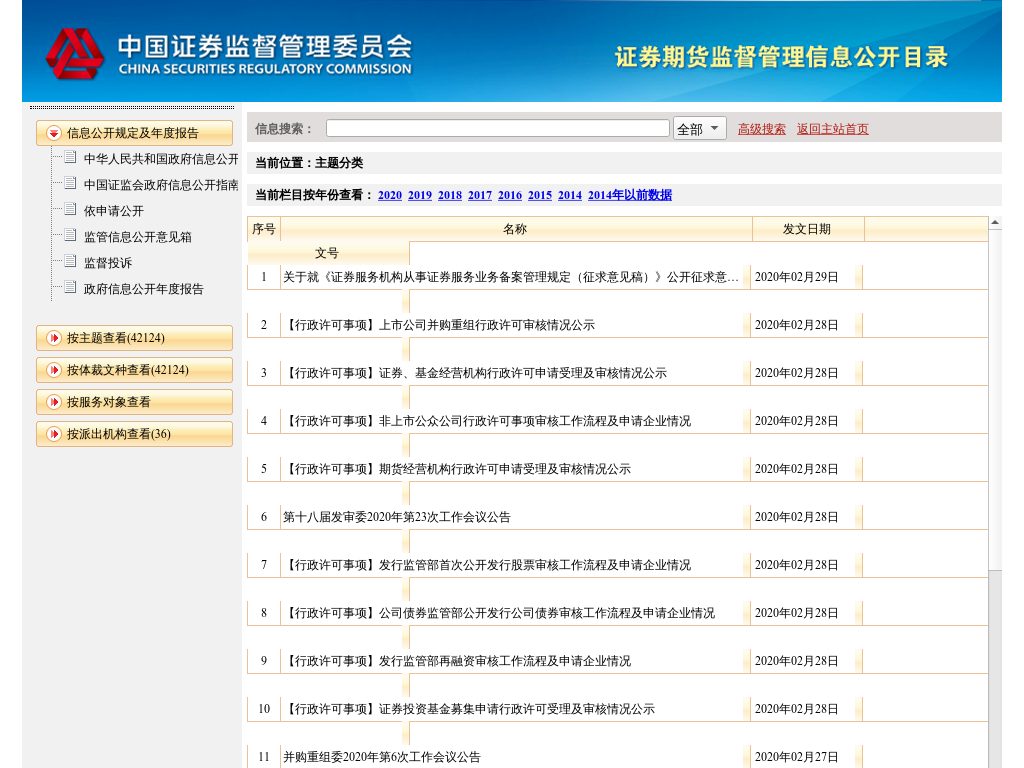 中国证券监督管理委员会
CHINA SECURITIES REGULATORY COMMISSION
证券期货监督管理信息公开目录
信息公开规定及年度报告
中华人民共和国政府信息公开
中国证监会政府信息公开指南
依申请公开
监管信息公开意见箱
监督投诉
政府信息公开年度报告
按主题查看(42124)
按体裁文种查看(42124)
按服务对象查看
按派出机构查看(36)
信息搜索： 全部 高级搜索 返回主站首页
当前位置：主题分类
当前栏目按年份查看： 2020 2019 2018 2017 2016 2015 2014 2014年以前数据
序号 名称 发文日期
文号
1 关于就《证券服务机构从事证券服务业务备案管理规定（征求意见稿）》公开征求意… 2020年02月29日
2 【行政许可事项】上市公司并购重组行政许可审核情况公示 2020年02月28日
3 【行政许可事项】证券、基金经营机构行政许可申请受理及审核情况公示 2020年02月28日
4 【行政许可事项】非上市公众公司行政许可事项审核工作流程及申请企业情况 2020年02月28日
5 【行政许可事项】期货经营机构行政许可申请受理及审核情况公示 2020年02月28日
6 第十八届发审委2020年第23次工作会议公告 2020年02月28日
7 【行政许可事项】发行监管部首次公开发行股票审核工作流程及申请企业情况 2020年02月28日
8 【行政许可事项】公司债券监管部公开发行公司债券审核工作流程及申请企业情况 2020年02月28日
9 【行政许可事项】发行监管部再融资审核工作流程及申请企业情况 2020年02月28日
10 【行政许可事项】证券投资基金募集申请行政许可受理及审核情况公示 2020年02月28日
11 并购重组委2020年第6次工作会议公告 2020年02月27日